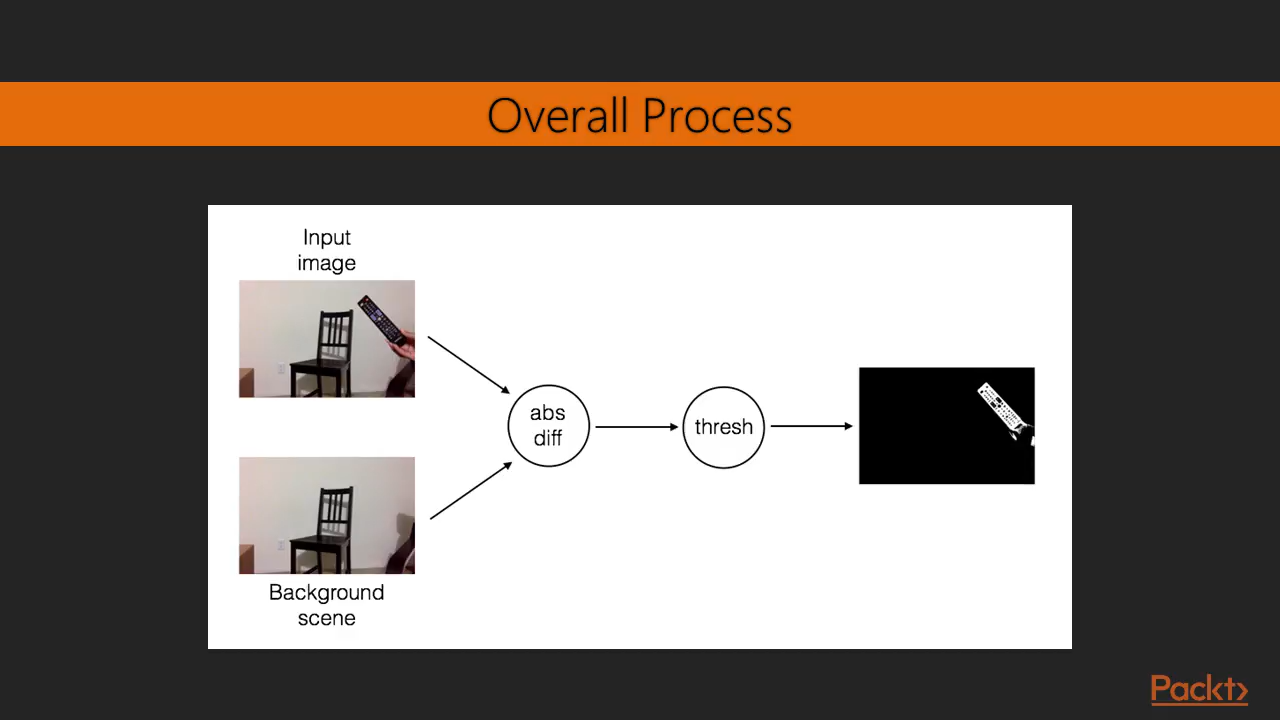 Overall Process
Input
image
abs
diff
thresh
Background
scene
Packt